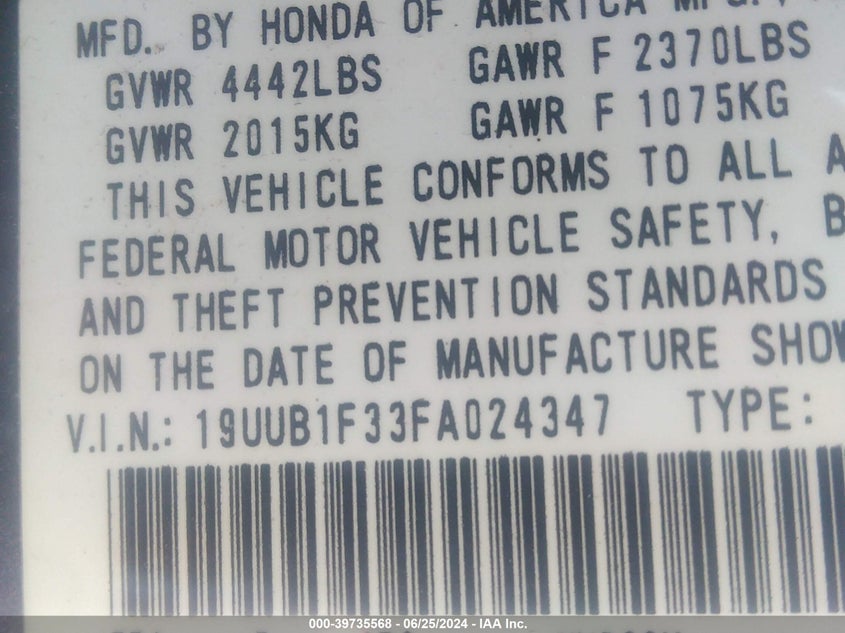 MFD. BY HONDA OF AMERICA MFG.
GVWR 4442LBS GAWR F 2370LBS
GVWR 2015KG GAWR F 1075KG
THIS VEHICLE CONFORMS TO ALL A
FEDERAL MOTOR VEHICLE SAFETY, B
AND THEFT PREVENTION STANDARDS
ON THE DATE OF MANUFACTURE SHOW
V.I.N.: 19UUB1F33FA024347 TYPE:
000-39735568 - 06/25/2024 - IAA Inc.